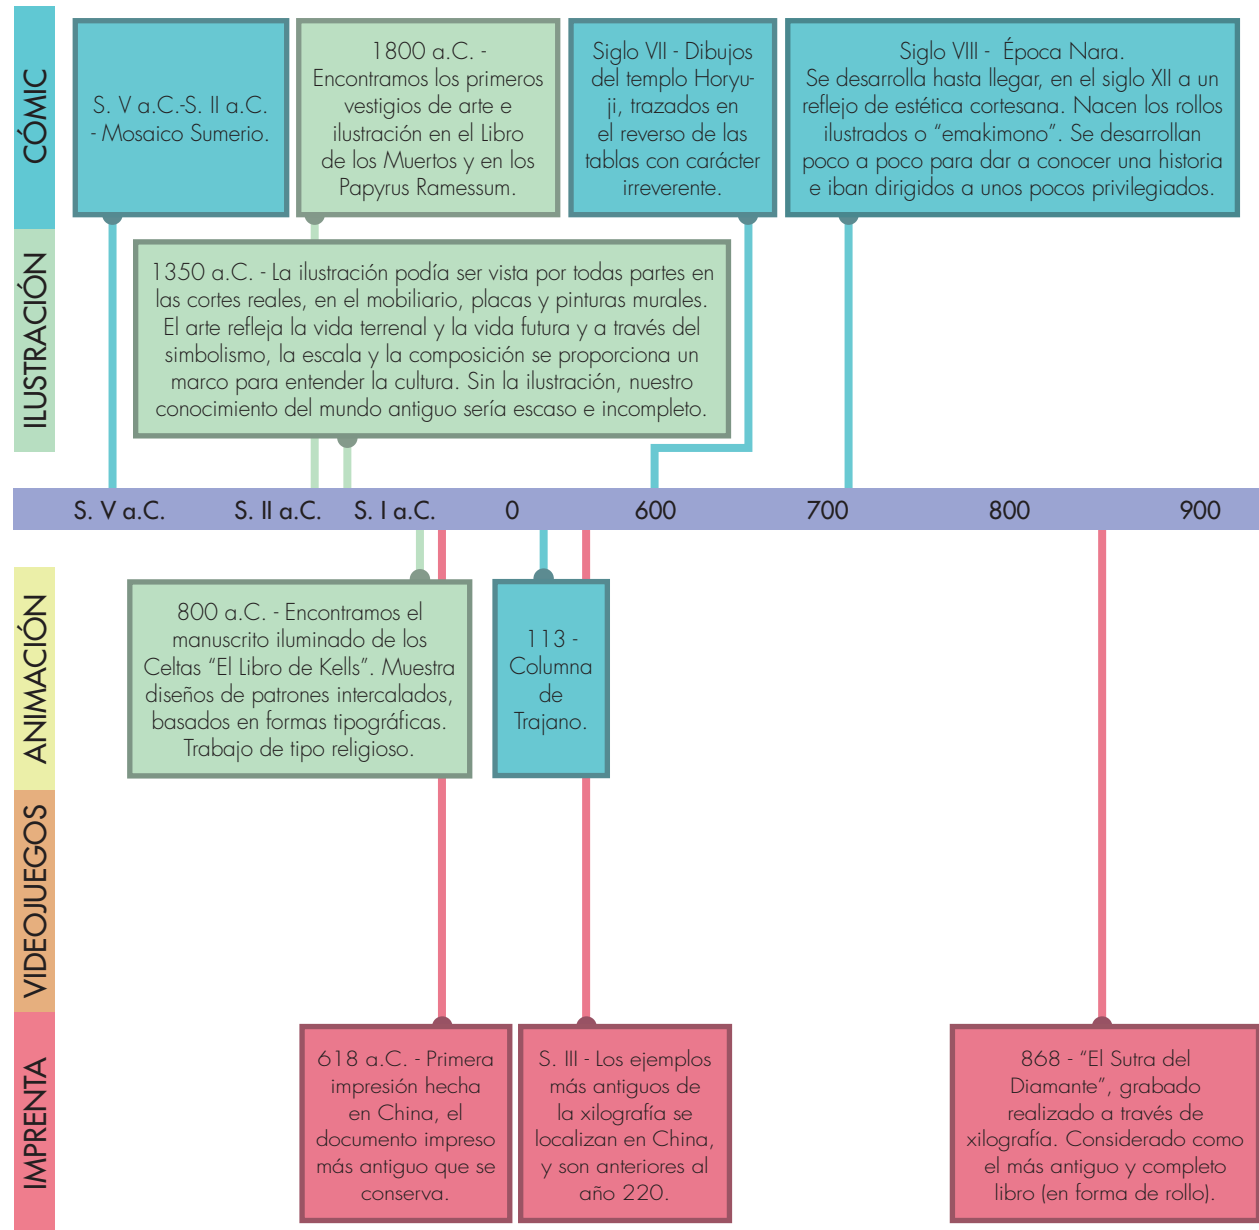 CÓMIC
S. V a.C.-S. II a.C.
- Mosaico Sumerio.
1800 a.C. -
Encontramos los primeros
vestigios de arte e
ilustración en el Libro
de los Muertos y en los
Papyrus Ramessum.
Siglo VII - Dibujos
del templo Horyu-
ji, trazados en
el reverso de las
tablas con carácter
irreverente.
Siglo VIII - Época Nara.
Se desarrolla hasta llegar, en el siglo XII a un
reflejo de estética cortesana. Nacen los rollos
ilustrados o "emakimono". Se desarrollan
poco a poco para dar a conocer una historia
e iban dirigidos a unos pocos privilegiados.
ILUSTRACIÓN
1350 a.C. - La ilustración podía ser vista por todas partes en
las cortes reales, en el mobiliario, placas y pinturas murales.
El arte refleja la vida terrenal y la vida futura y a través del
simbolismo, la escala y la composición se proporciona un
marco para entender la cultura. Sin la ilustración, nuestro
conocimiento del mundo antiguo sería escaso e incompleto.
S. V a.C. S. II a.C. S. I a.C. 0 600 700 800 900
ANIMACIÓN
800 a.C. - Encontramos el
manuscrito iluminado de los
Celtas "El Libro de Kells". Muestra
diseños de patrones intercalados,
basados en formas tipográficas.
Trabajo de tipo religioso.
113 -
Columna
de
Trajano.
VIDEOJUEGOS
IMPRENTA
618 a.C. - Primera
impresión hecha
en China, el
documento impreso
más antiguo que se
conserva.
S. III - Los ejemplos
más antiguos de
la xilografía se
localizan en China,
y son anteriores al
año 220.
868 - "El Sutra del
Diamante", grabado
realizado a través de
xilografía. Considerado como
el más antiguo y completo
libro (en forma de rollo).